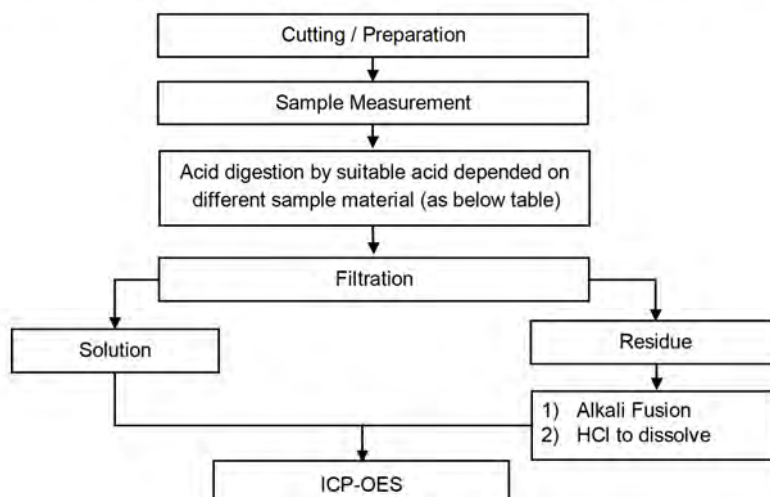 Cutting / Preparation
Sample Measurement
Acid digestion by suitable acid depended on
different sample material (as below table)
Filtration
Solution
Residue
1) Alkali Fusion
2) HCl to dissolve
ICP-OES